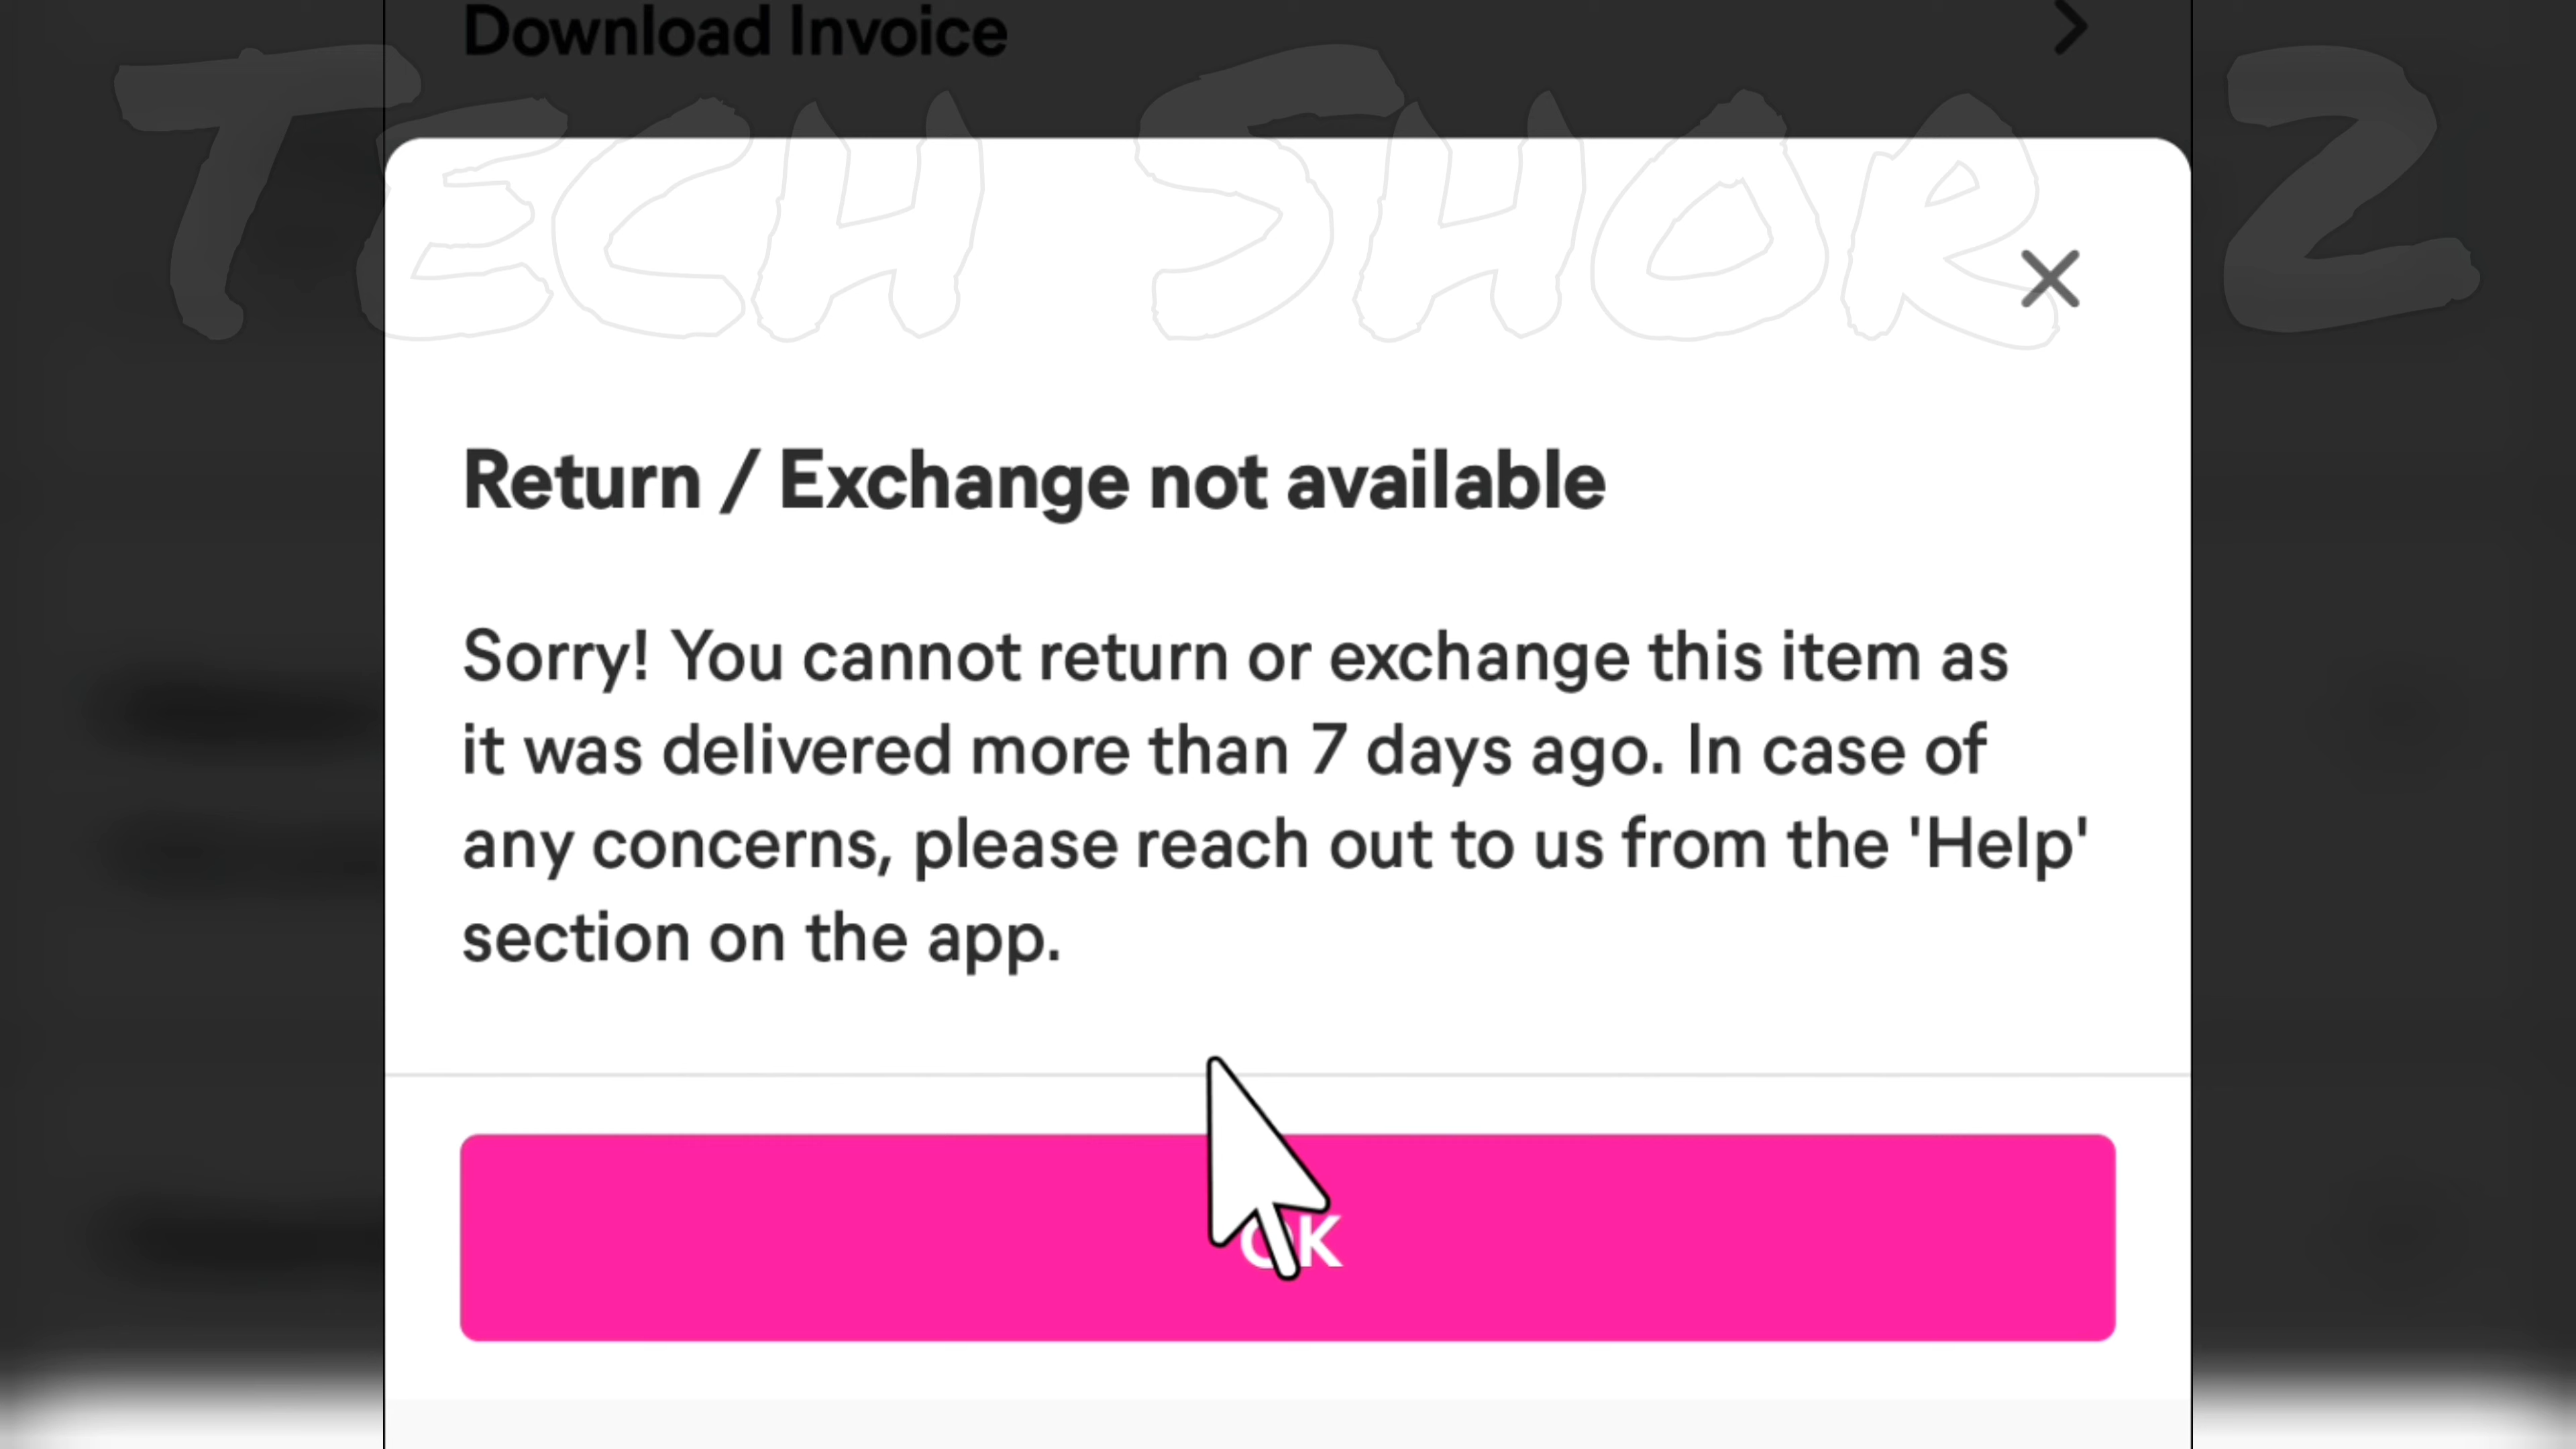 Download Invoice
TECH SHORZ
Return / Exchange not available
Sorry! You cannot return or exchange this item as
it was delivered more than 7 days ago. In case of
any concerns, please reach out to us from the 'Help'
section on the app.
OK